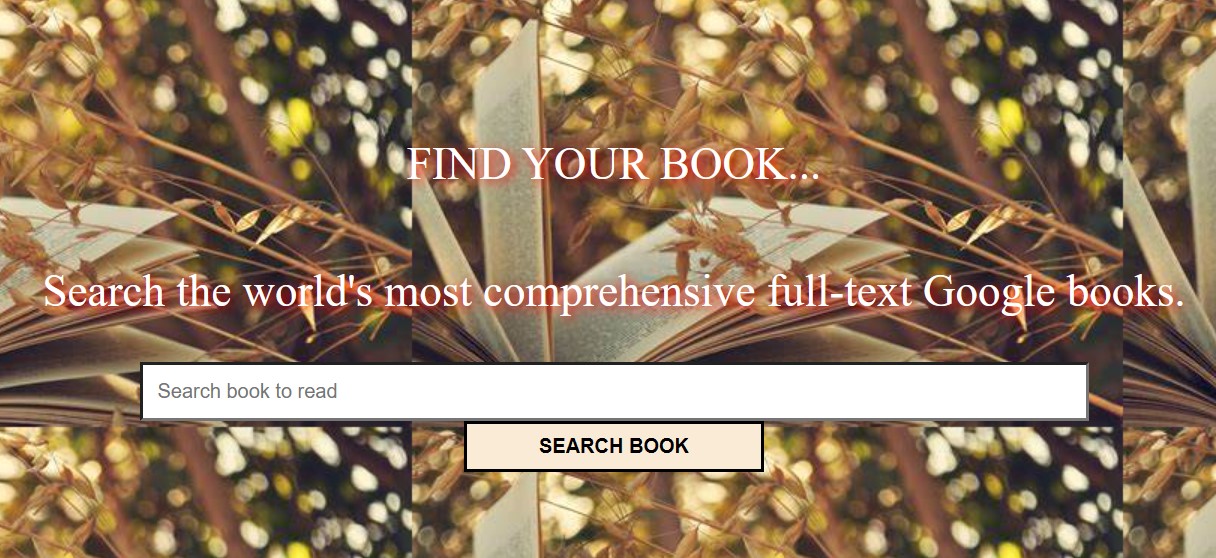 FIND YOUR BOOK...
Search the world's most comprehensive full-text Google books.
Search book to read
SEARCH BOOK